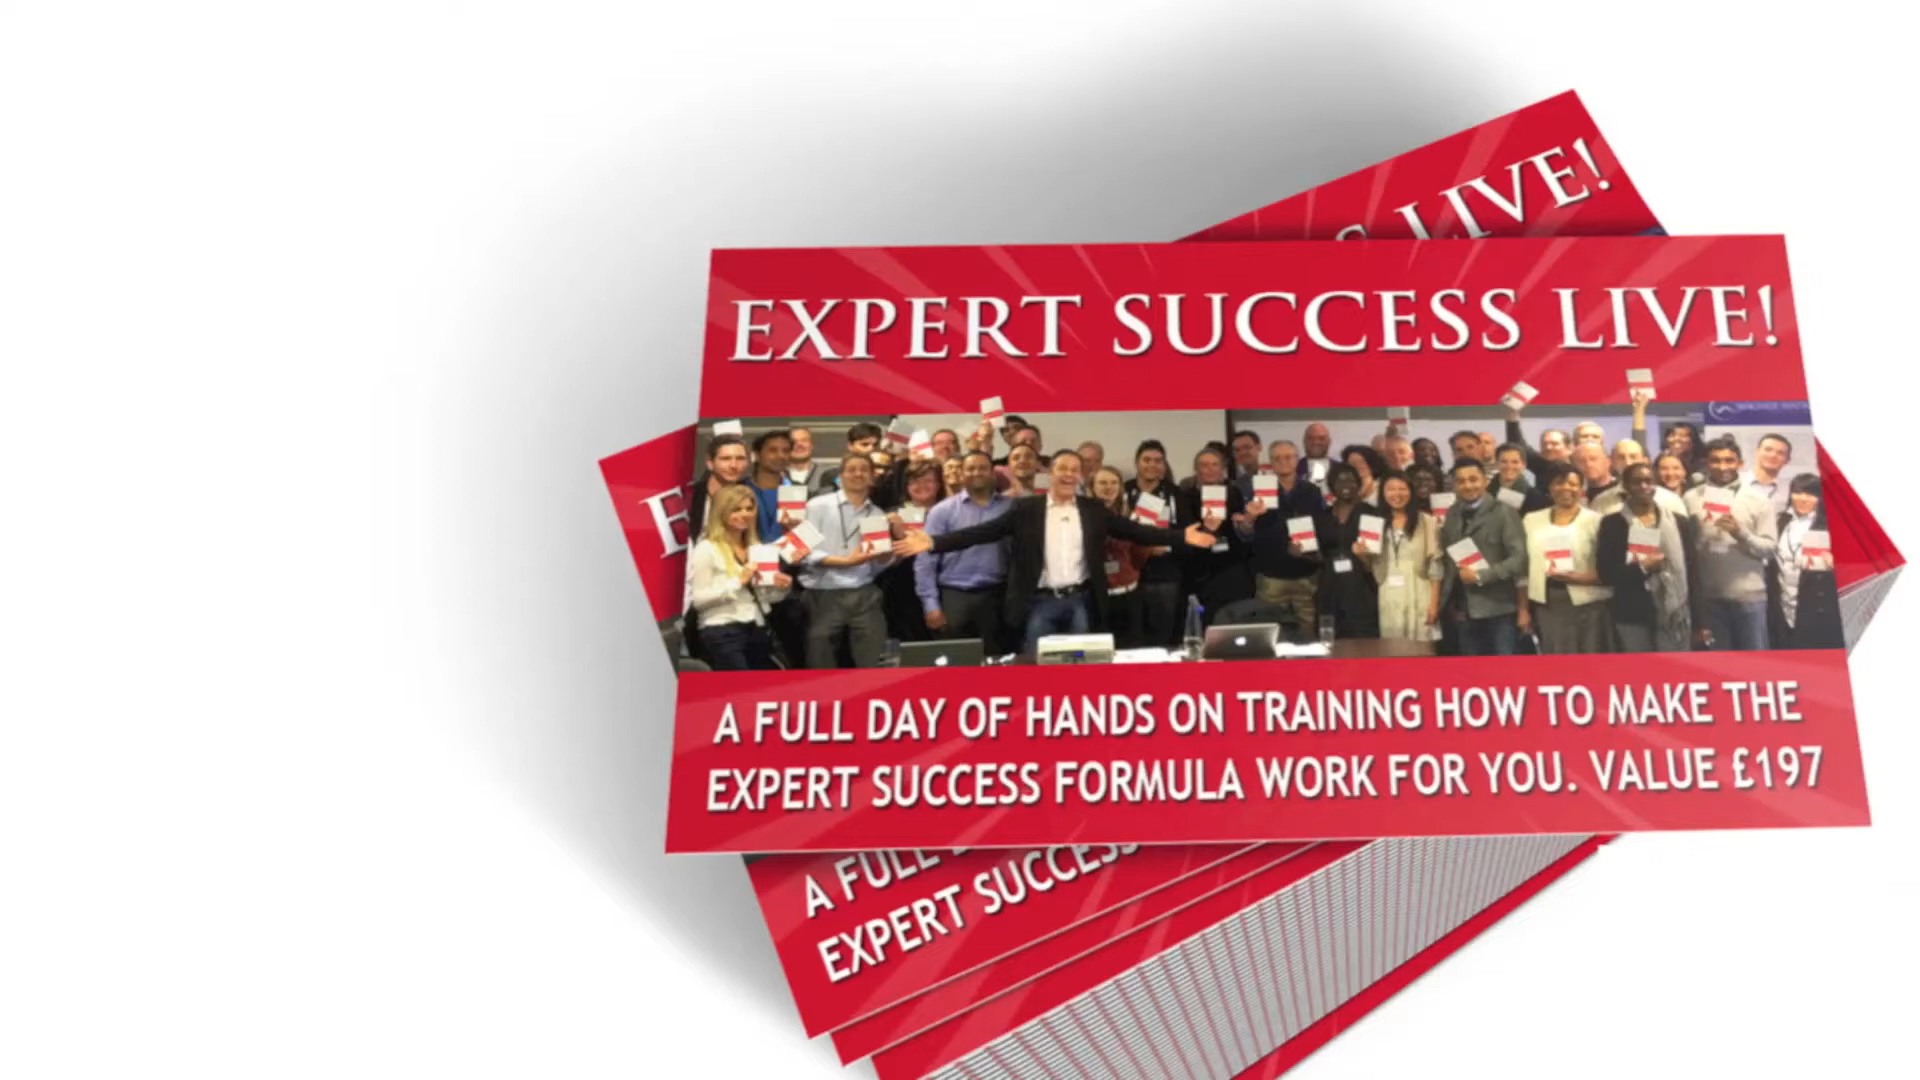 S LIVE!
EXPERT SUCCESS LIVE!
E
A FULL DAY OF HANDS ON TRAINING HOW TO MAKE THE
EXPERT SUCCESS FORMULA WORK FOR YOU. VALUE £197
A FULL
EXPERT SUCCESS